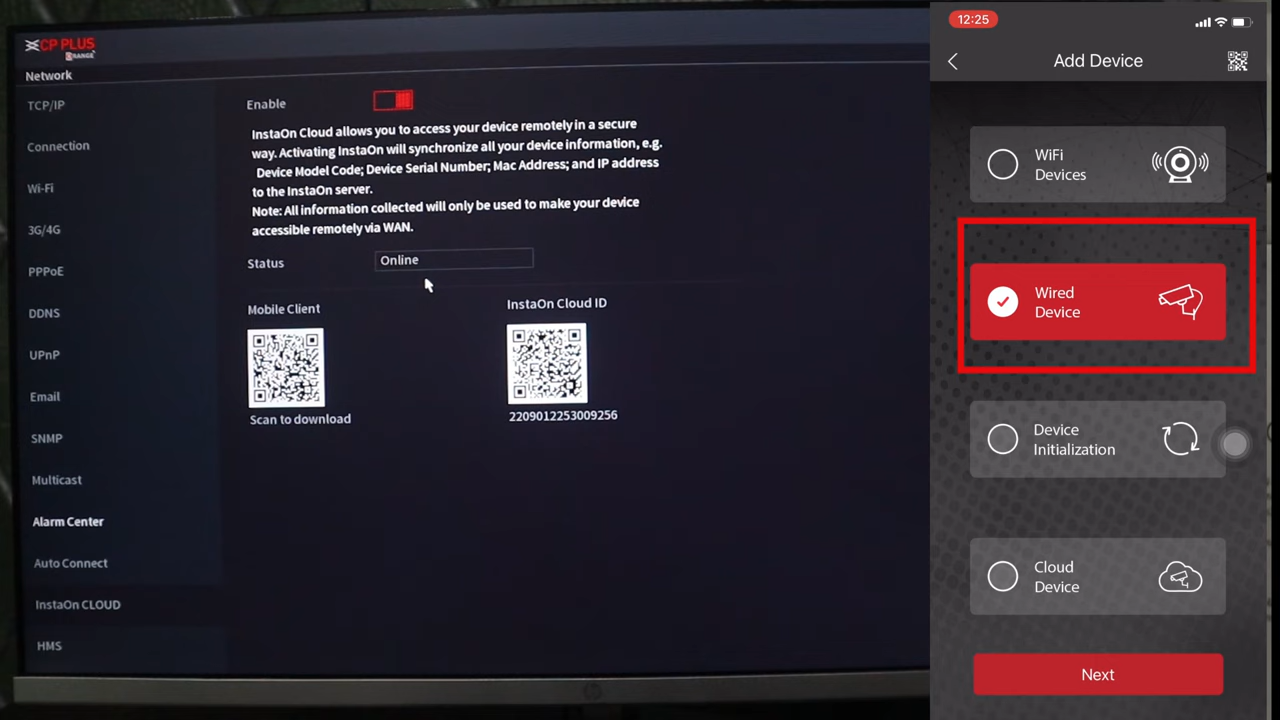 CP PLUS
ORANGE
Network
TCP/IP
Connection
Wi-Fi
3G/4G
PPPoE
DDNS
UPnP
Email
SNMP
Multicast
Alarm Center
Auto Connect
InstaOn CLOUD
HMS
Enable
InstaOn Cloud allows you to access your device remotely in a secure
way. Activating InstaOn will synchronize all your device information, e.g.
Device Model Code; Device Serial Number; Mac Address; and IP address
to the InstaOn server.
Note: All information collected will only be used to make your device
accessible remotely via WAN.
Status
Online
Mobile Client
Scan to download
InstaOn Cloud ID
2209012253009256
12:25
Add Device
WiFi
Devices
Wired
Device
Device
Initialization
Cloud
Device
Next